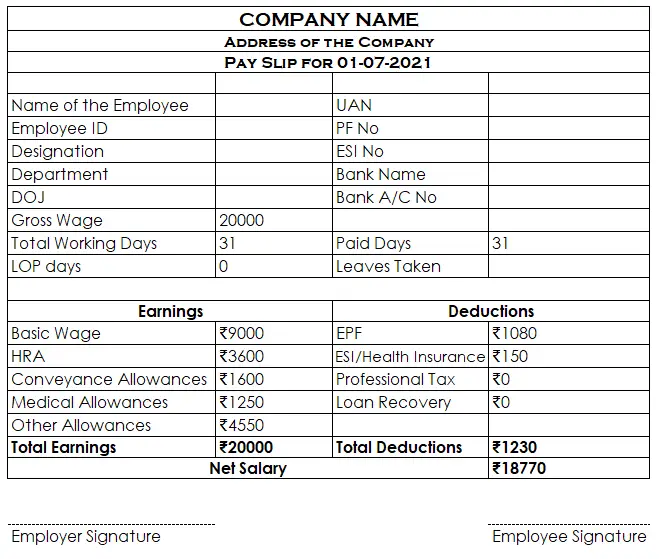 COMPANY NAME
Address of the Company
Pay Slip for 01-07-2021
Name of the Employee UAN
Employee ID PF No
Designation ESI No
Department Bank Name
DOJ Bank A/C No
Gross Wage 20000
Total Working Days 31 Paid Days 31
LOP days 0 Leaves Taken
Earnings Deductions
Basic Wage ₹9000 EPF ₹1080
HRA ₹3600 ESI/Health Insurance ₹150
Conveyance Allowances ₹1600 Professional Tax ₹0
Medical Allowances ₹1250 Loan Recovery ₹0
Other Allowances ₹4550
Total Earnings ₹20000 Total Deductions ₹1230
Net Salary ₹18770
Employer Signature Employee Signature